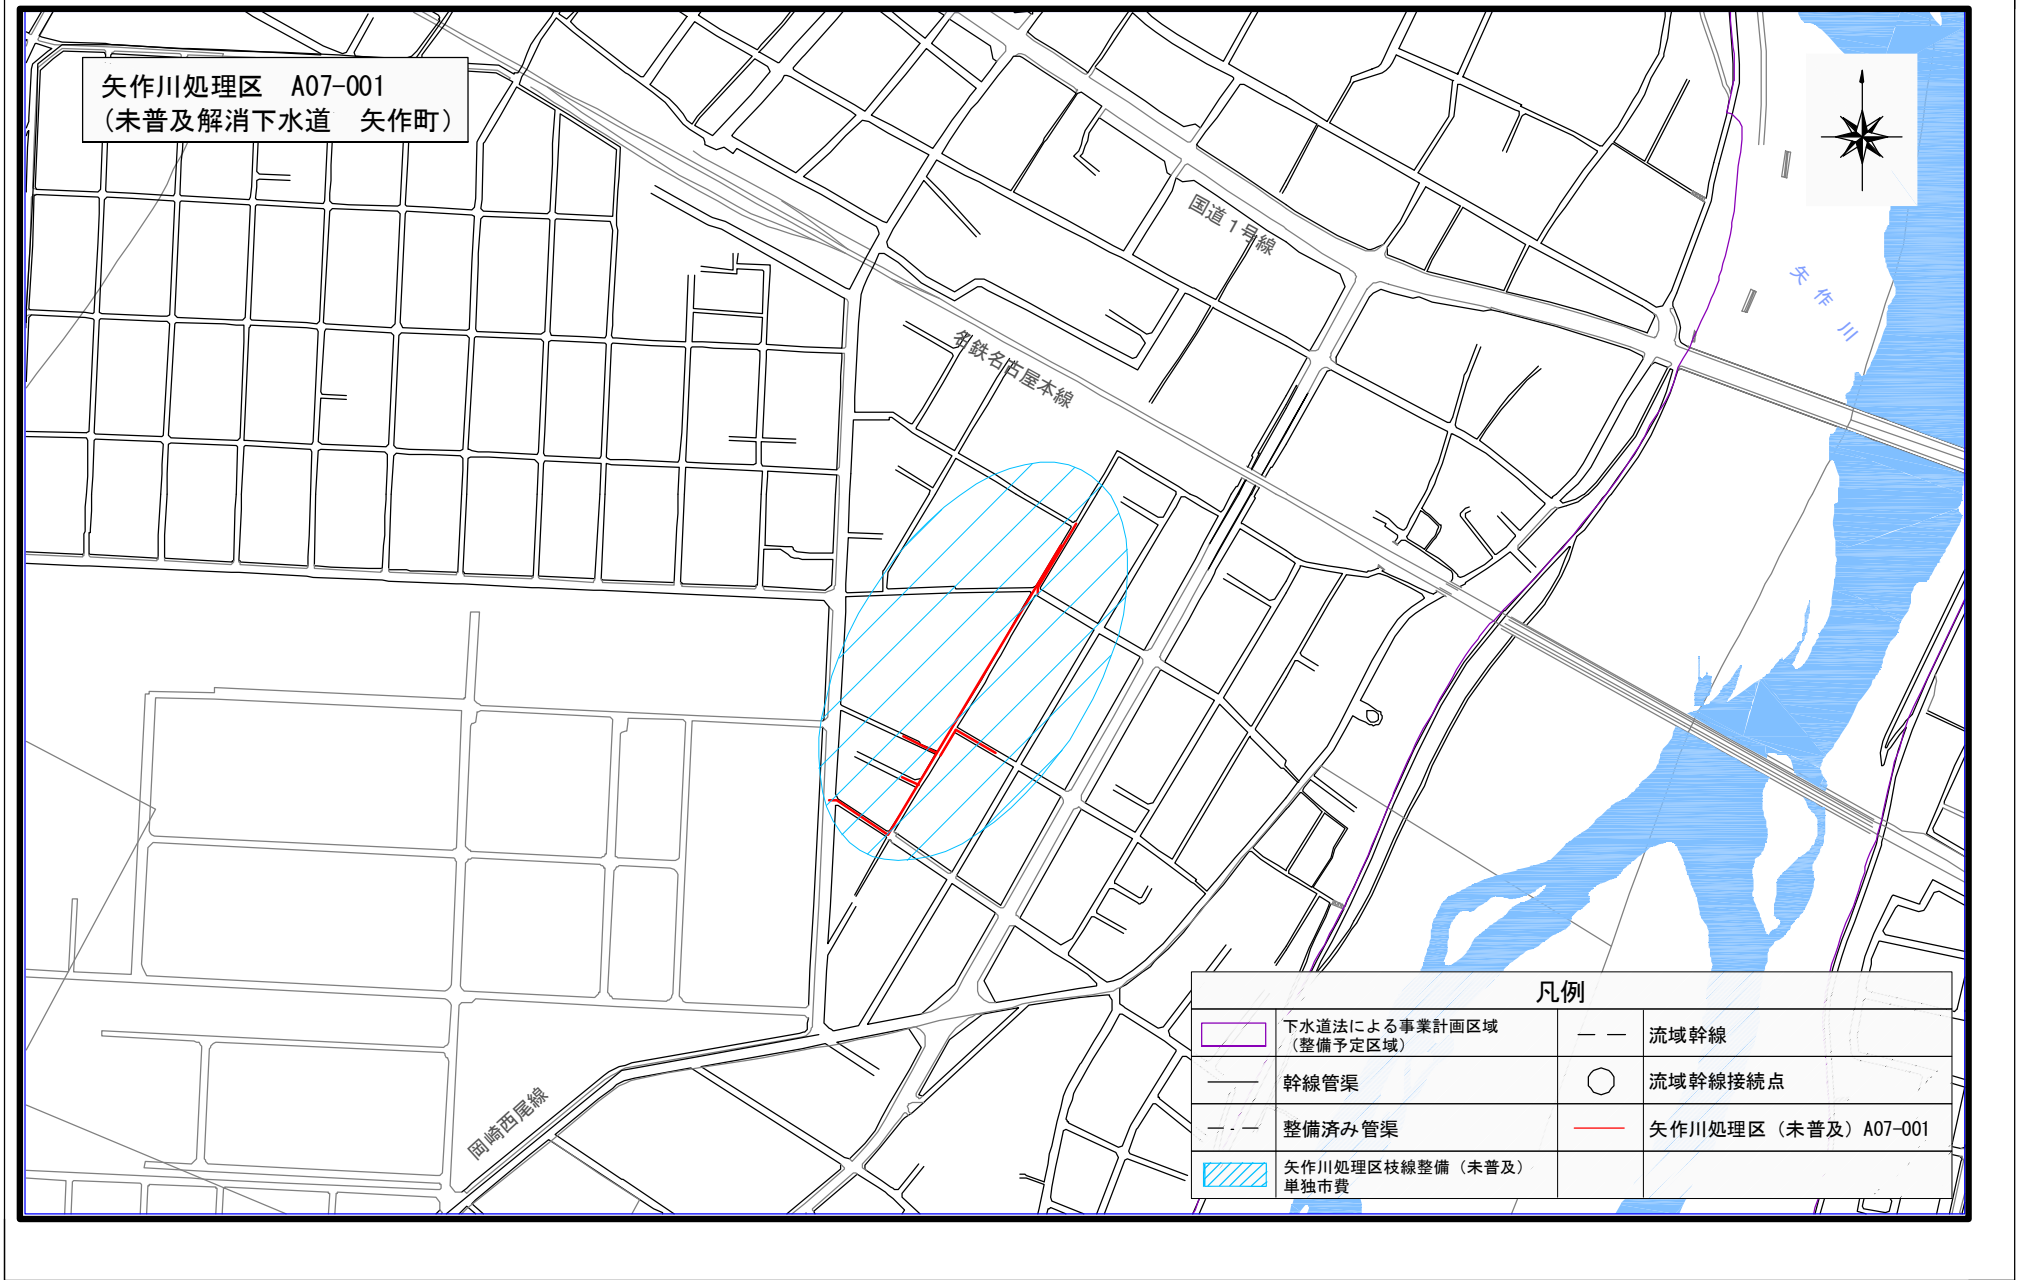 矢作川処理区　A07-001
(未普及解消下水道　矢作町)
国道1号線
矢作川
名鉄名古屋本線
岡崎西尾線
凡例
下水道法による事業計画区域
(整備予定区域)
流域幹線
幹線管渠
流域幹線接続点
整備済み管渠
矢作川処理区（未普及）A07-001
矢作川処理区枝線整備（未普及）
単独市費